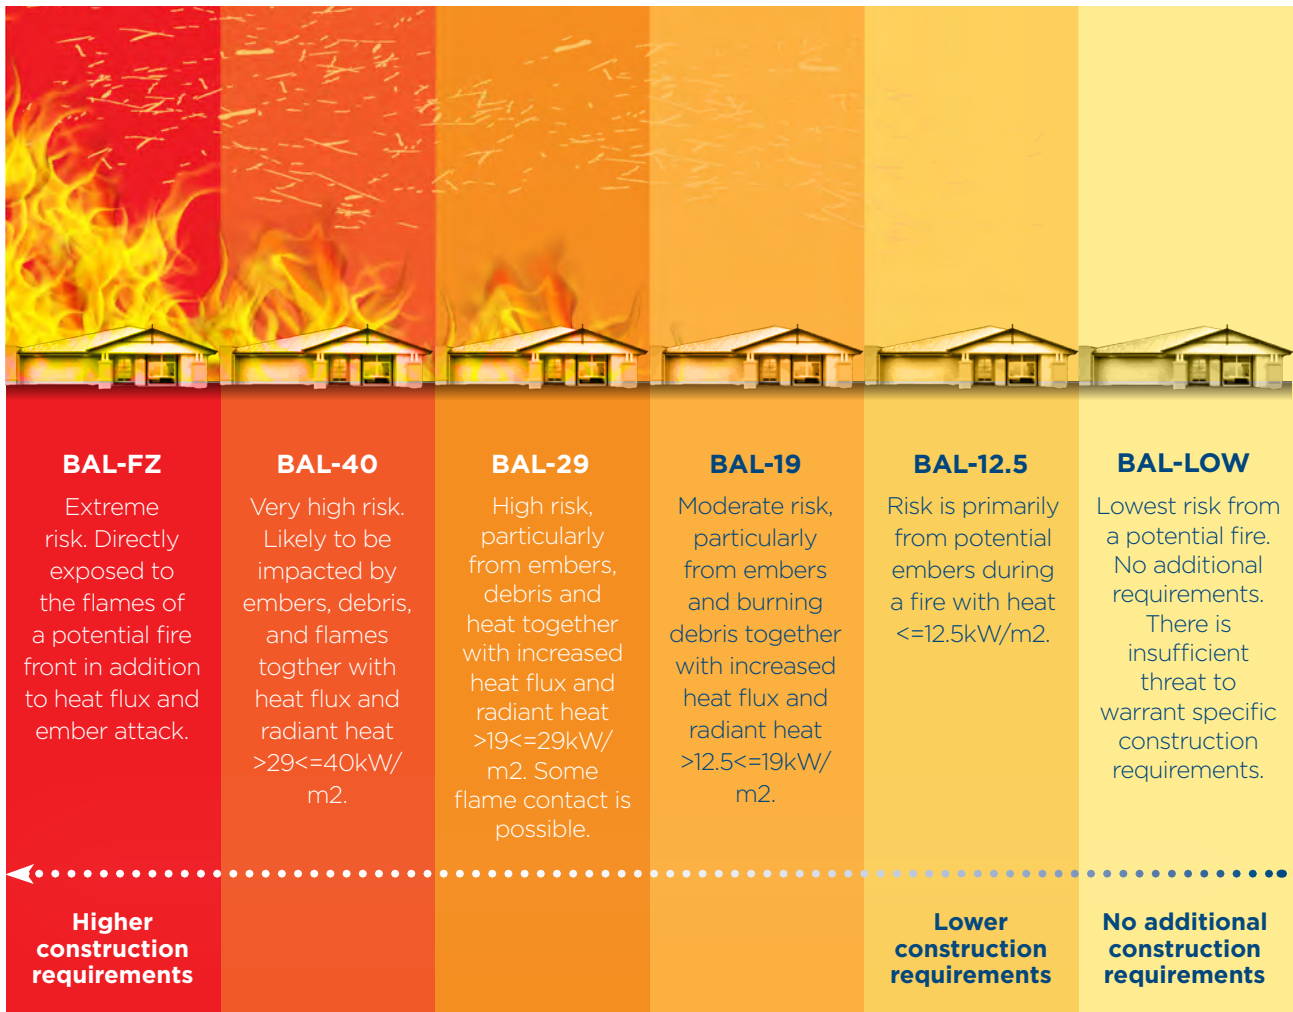 BAL-FZ
Extreme
risk. Directly
exposed to
the flames of
a potential fire
front in addition
to heat flux and
ember attack.
BAL-40
Very high risk.
Likely to be
impacted by
embers, debris,
and flames
togther with
heat flux and
radiant heat
>29<=40kW/
m2.
BAL-29
High risk,
particularly
from embers,
debris and
heat together
with increased
heat flux and
radiant heat
>19<=29kW/
m2. Some
flame contact is
possible.
BAL-19
Moderate risk,
particularly
from embers
and burning
debris together
with increased
heat flux and
radiant heat
>12.5<=19kW/
m2.
BAL-12.5
Risk is primarily
from potential
embers during
a fire with heat
<=12.5kW/m2.
BAL-LOW
Lowest risk from
a potential fire.
No additional
requirements.
There is
insufficient
threat to
warrant specific
construction
requirements.
Higher
construction
requirements
Lower
construction
requirements
No additional
construction
requirements